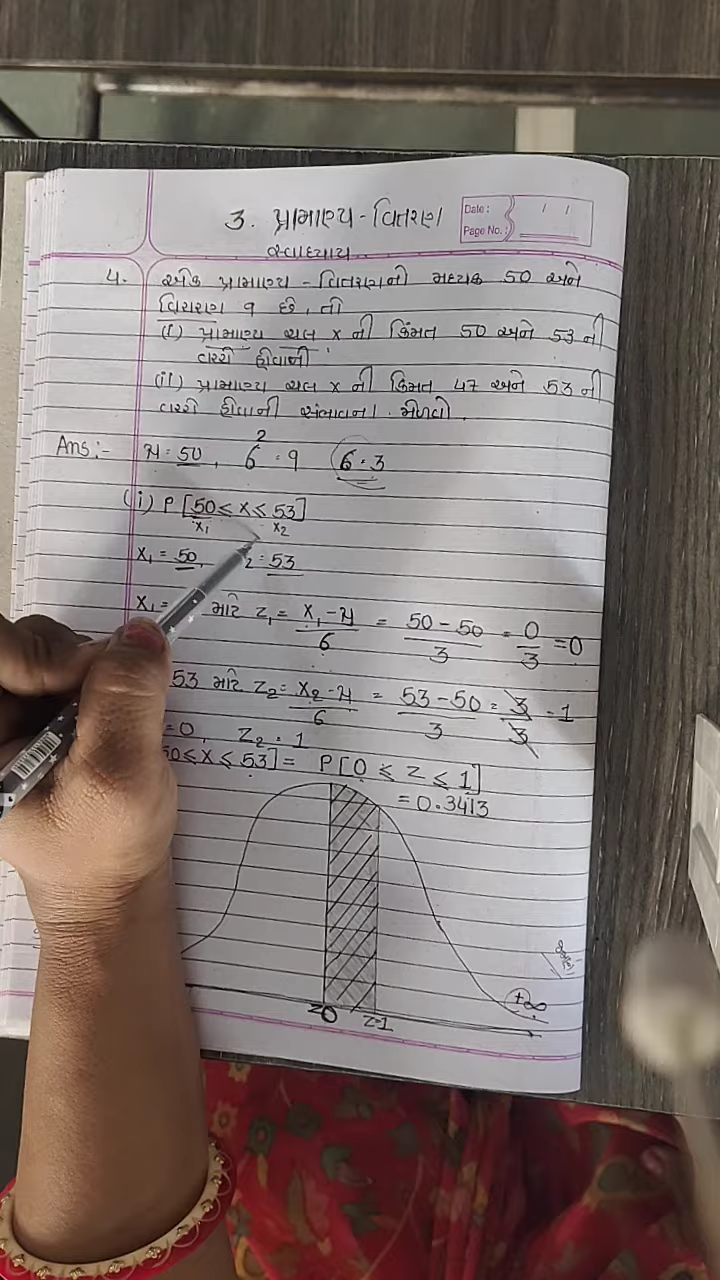 3. પ્રામાણ્ય-વિતરણ
Date: / /
Page No.:
સ્વાધ્યાય
4. એક પ્રામાણ્ય-વિતરણનો મધ્યક 50 અને
વિચરણ 9 છે, તો
(i) પ્રામાણ્ય ચલ x ની કિંમત 50 અને 53 ની
વચ્ચે હોવાની
(ii) પ્રામાણ્ય ચલ x ની કિંમત 47 અને 53 ની
વચ્ચે હોવાની સંભાવના મેળવો.
Ans:- μ = 50, σ² = 9 σ = 3
(i) P[50 ≤ x ≤ 53]
x₁ x₂
x₁ = 50, ₂ = 53
x₁ = માટે z₁ = x₁-μ/σ = 50-50/3 = 0/3 = 0
53 માટે z₂ = x₂-μ/σ = 53-50/3 = 3/3 = 1
=0, z₂ = 1
50 ≤ x ≤ 53] = P[0 ≤ z ≤ 1]
= 0.3413
+∞
z0 z=1